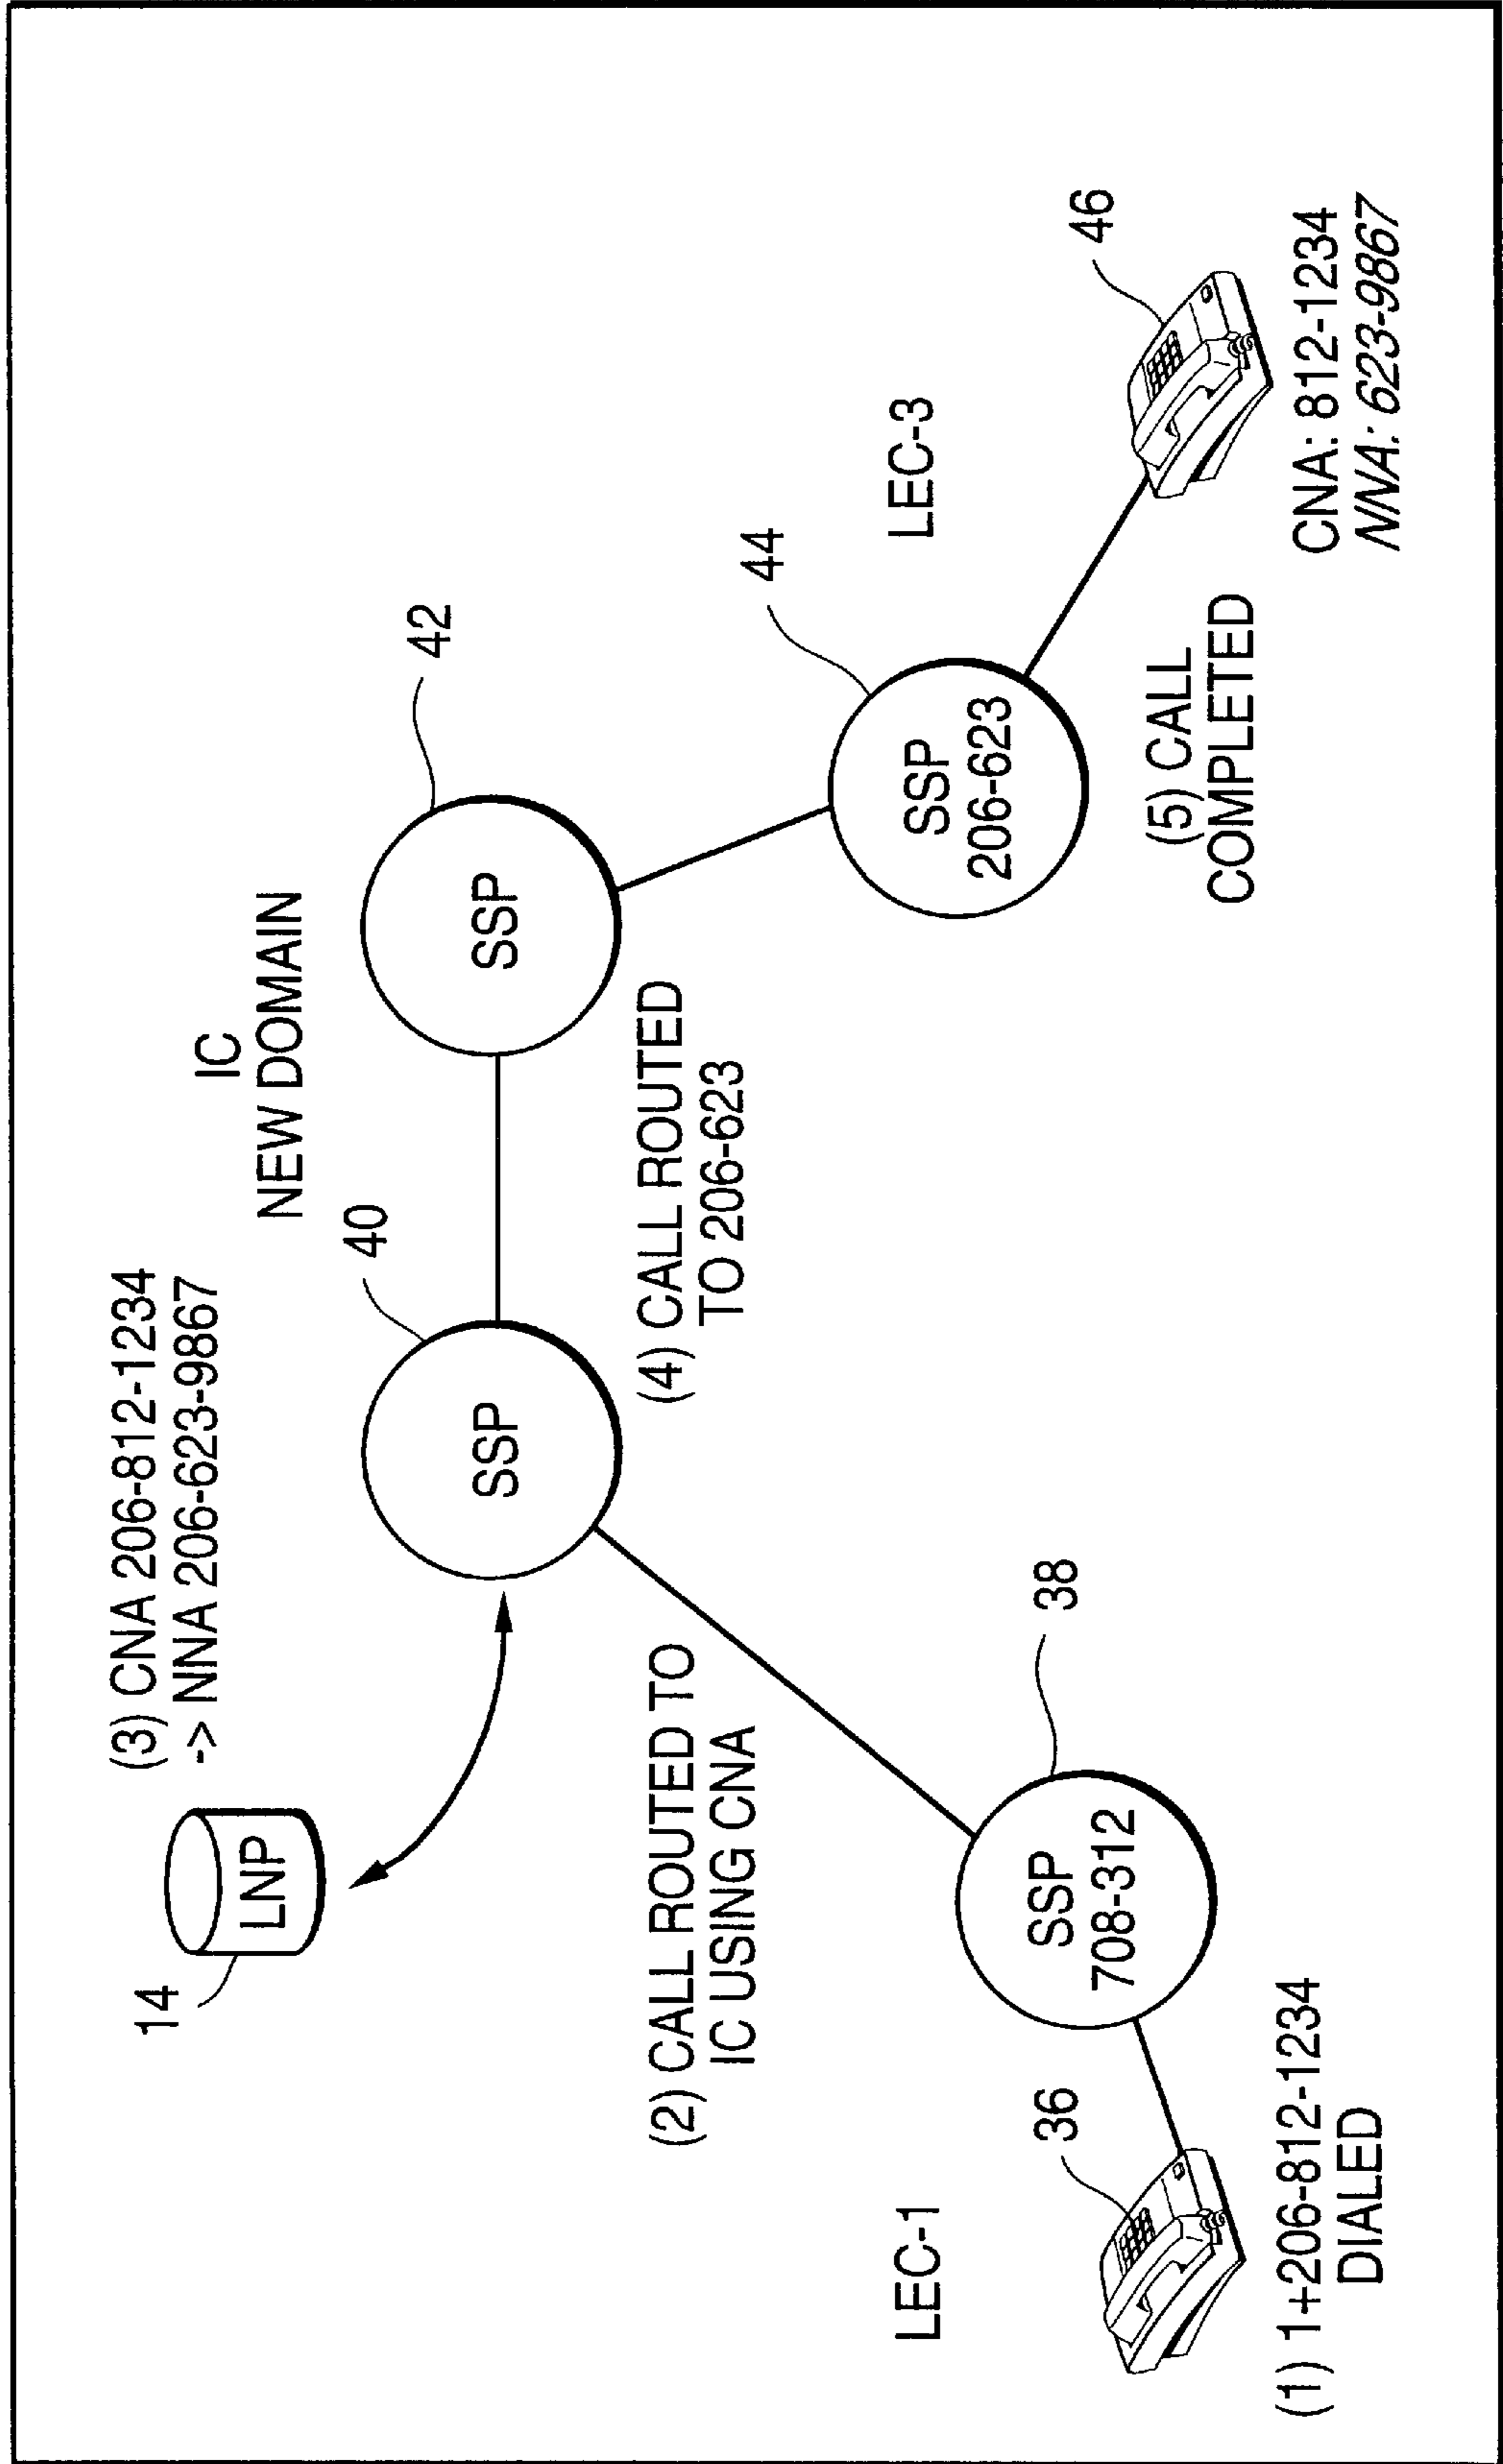 (3) CNA 206-812-1234
-> NNA 206-623-9867
14
LNP
40
IC
NEW DOMAIN
42
SSP
SSP
(2) CALL ROUTED TO
IC USING CNA
(4) CALL ROUTED
TO 206-623
44
LEC-1
LEC-3
36
38
46
SSP
708-312
SSP
206-623
(5) CALL
COMPLETED
(1) 1+206-812-1234
DIALED
CNA: 812-1234
NNA: 623-9867